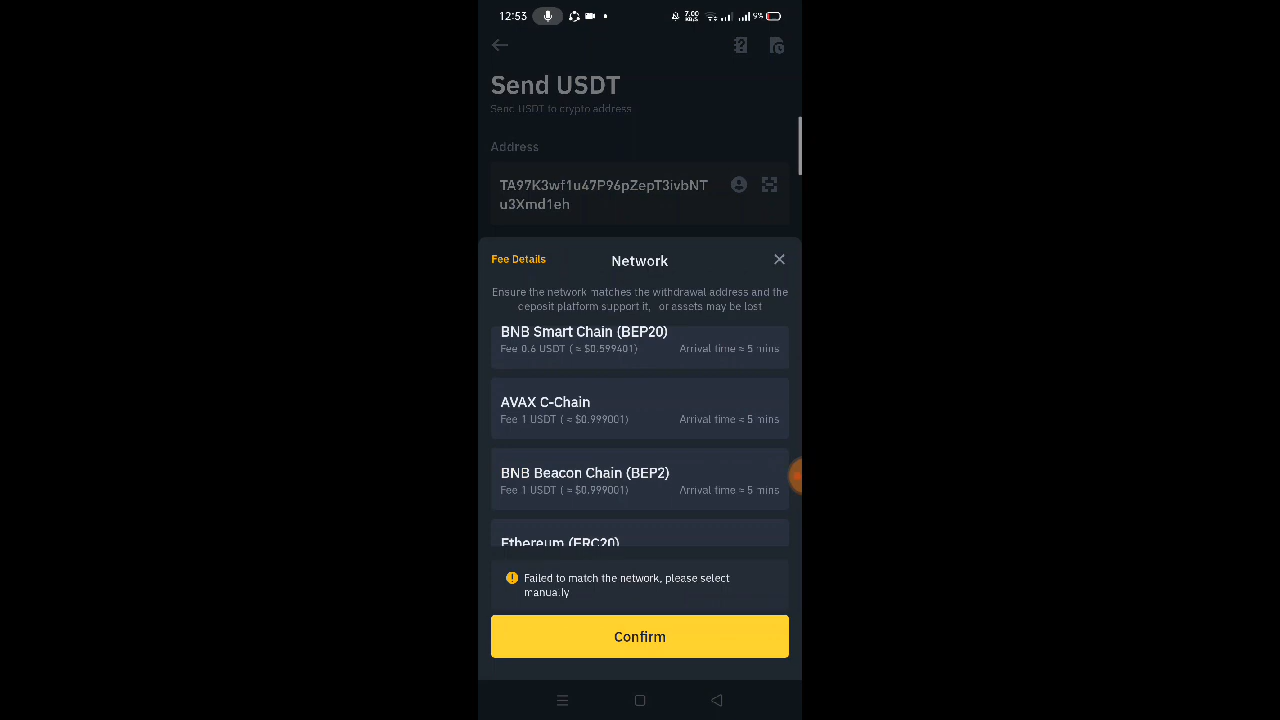 12:53
7.00
KB/S
9%
Send USDT
Send USDT to crypto address
Address
TA97K3wf1u47P96pZepT3ivbNT
u3Xmd1eh
Fee Details
Network
Ensure the network matches the withdrawal address and the
deposit platform support it, or assets may be lost
BNB Smart Chain (BEP20)
Fee 0.6 USDT ( ≈ $0.599401)
Arrival time ≈ 5 mins
AVAX C-Chain
Fee 1 USDT ( ≈ $0.999001)
Arrival time ≈ 5 mins
BNB Beacon Chain (BEP2)
Fee 1 USDT ( ≈ $0.999001)
Arrival time ≈ 5 mins
Ethereum (ERC20)
Failed to match the network, please select
manually
Confirm